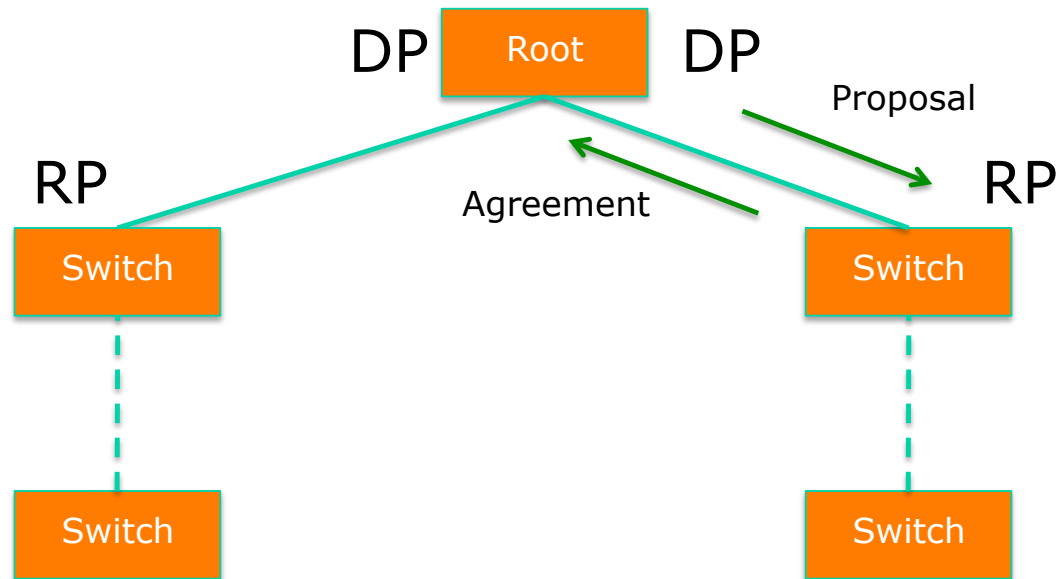 DP
Root
DP
Proposal
RP
Agreement
RP
Switch
Switch
Switch
Switch